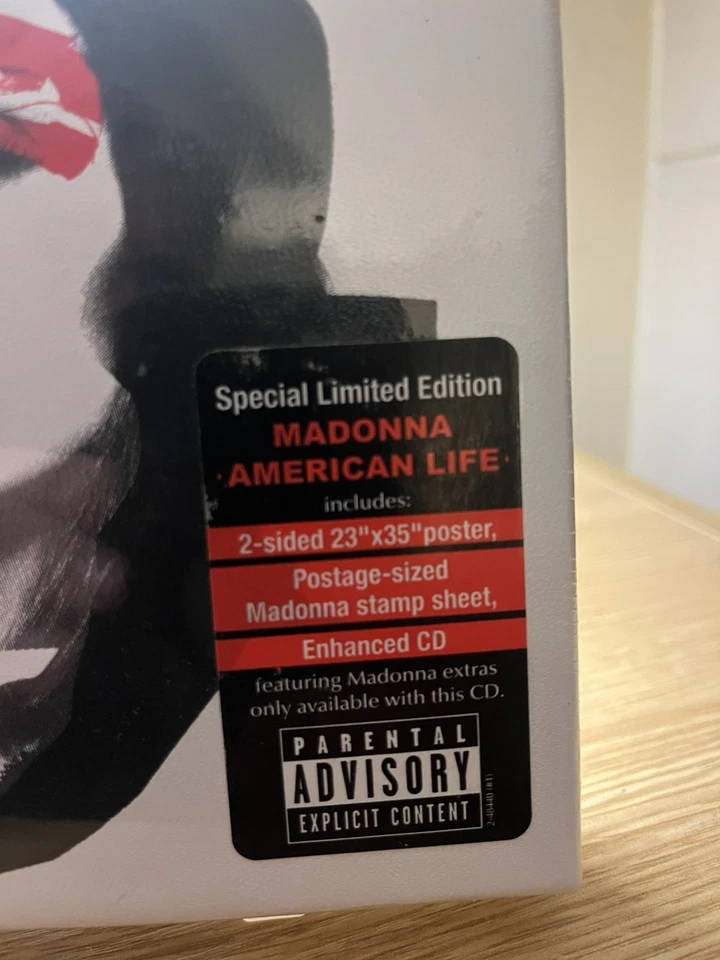 Special Limited Edition
MADONNA
·AMERICAN LIFE·
includes:
2-sided 23"x35"poster,
Postage-sized
Madonna stamp sheet,
Enhanced CD
featuring Madonna extras
only available with this CD.
PARENTAL
ADVISORY
EXPLICIT CONTENT